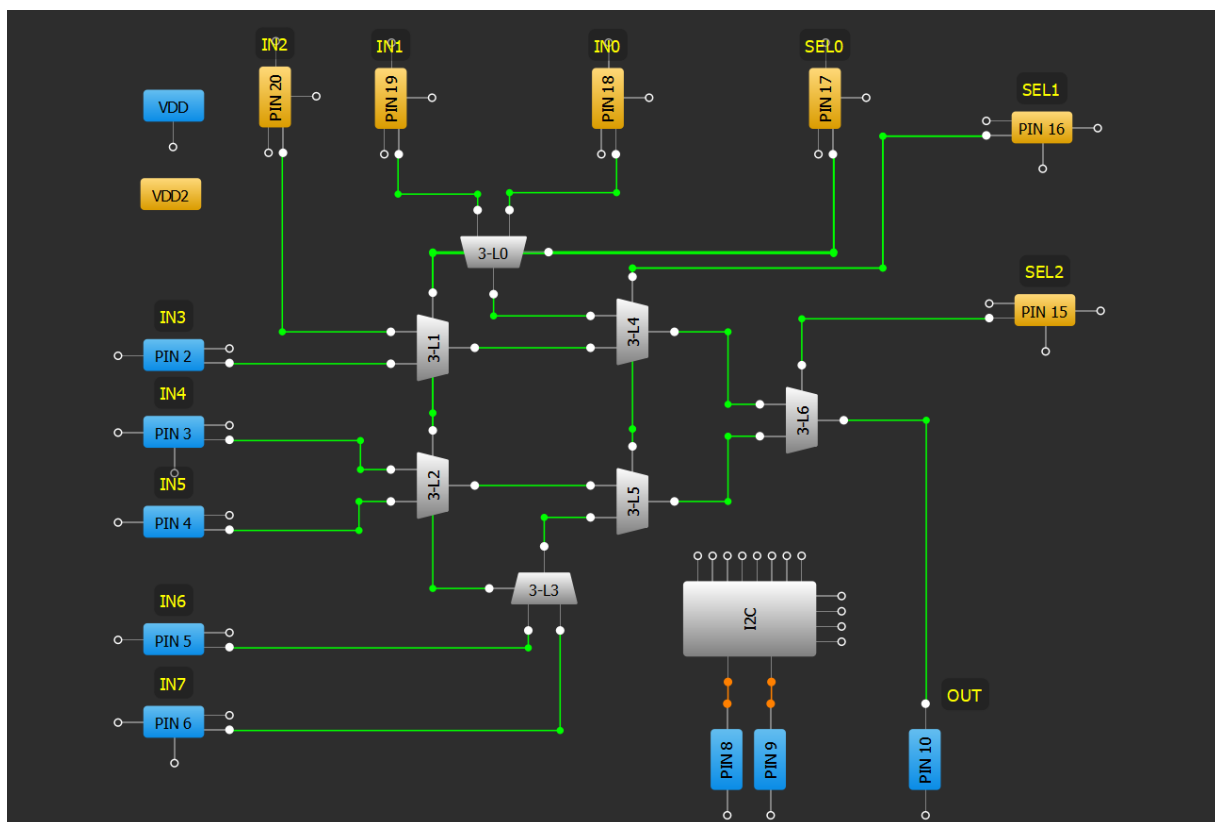 IN2
IN1
IN0
SEL0
PIN 20
PIN 19
PIN 18
PIN 17
SEL1
VDD
PIN 16
VDD2
3-L0
SEL2
IN3
PIN 15
PIN 2
3-L1
3-L4
IN4
PIN 3
3-L6
IN5
3-L2
3-L5
PIN 4
3-L3
IN6
I2C
PIN 5
IN7
OUT
PIN 6
PIN 8
PIN 9
PIN 10